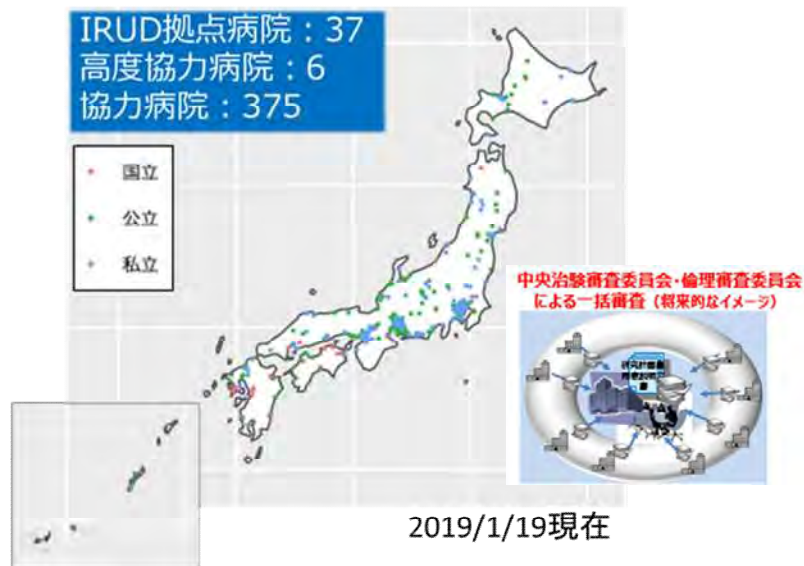 IRUD拠点病院：37
高度協力病院：6
協力病院：375
国立
公立
私立
中央治験審査委員会・倫理審査委員会
による一括審査（将来的なイメージ）
2019/1/19現在